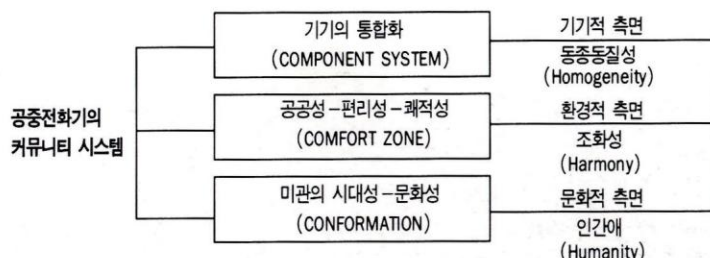 공중전화기의
커뮤니티 시스템
기기의 통합화
(COMPONENT SYSTEM)
기기적 측면
동종동질성
(Homogeneity)
공공성-편리성-쾌적성
(COMFORT ZONE)
환경적 측면
조화성
(Harmony)
미관의 시대성-문화성
(CONFORMATION)
문화적 측면
인간애
(Humanity)